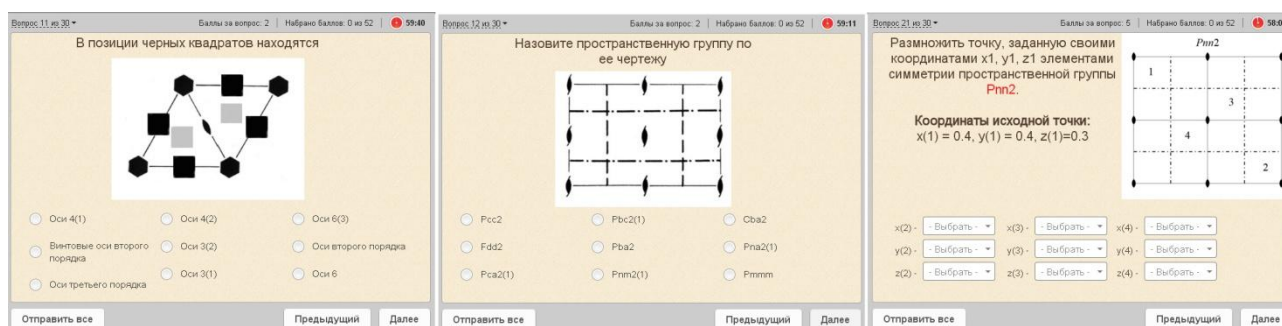 Вопрос 11 из 30
Баллы за вопрос: 2 | Набрано баллов: 0 из 52 | 59:40
В позиции черных квадратов находятся
Оси 4(1)
Оси 4(2)
Оси 6(3)
Винтовые оси второго порядка
Оси 3(2)
Оси второго порядка
Оси третьего порядка
Оси 3(1)
Оси 6
Отправить все
Предыдущий
Далее
Вопрос 12 из 30
Баллы за вопрос: 2 | Набрано баллов: 0 из 52 | 59:11
Назовите пространственную группу по
ее чертежу
Pcc2
Pbc2(1)
Cba2
Fdd2
Pba2
Pna2(1)
Pca2(1)
Pnm2(1)
Pmmm
Отправить все
Предыдущий
Далее
Вопрос 21 из 30
Баллы за вопрос: 5 | Набрано баллов: 0 из 52 | 58:0
Размножить точку, заданную своими
координатами x1, y1, z1 элементами
симметрии пространственной группы
Pnn2.
Координаты исходной точки:
x(1) = 0.4, y(1) = 0.4, z(1)=0.3
Pnn2
1
3
4
2
x(2) - - Выбрать - x(3) - - Выбрать - x(4) - - Выбрать -
y(2) - - Выбрать - y(3) - - Выбрать - y(4) - - Выбрать -
z(2) - - Выбрать - z(3) - - Выбрать - z(4) - - Выбрать -
Отправить все
Предыдущий
Далее